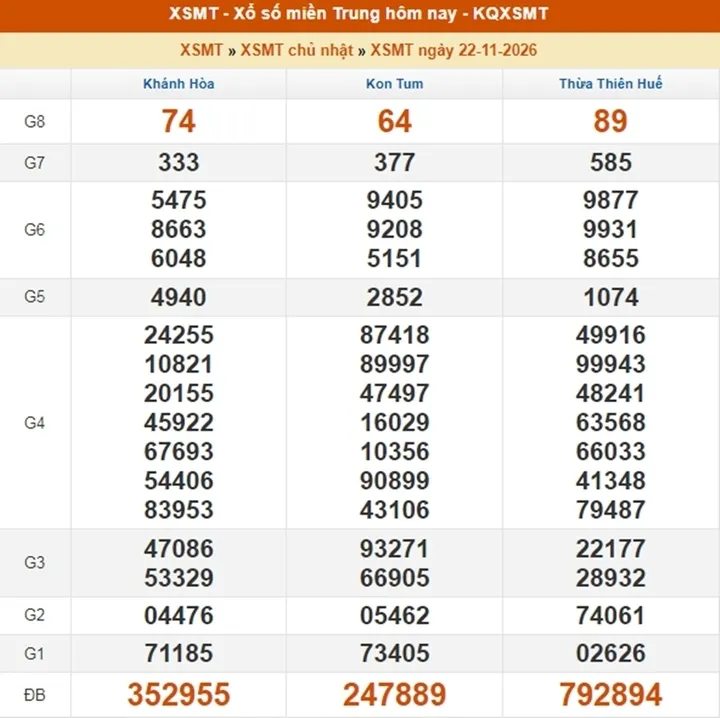 XSMT - Xổ số miền Trung hôm nay - KQXSMT
XSMT » XSMT chủ nhật » XSMT ngày 22-11-2026
Khánh Hòa Kon Tum Thừa Thiên Huế
G8 74 64 89
G7 333 377 585
5475 9405 9877
G6 8663 9208 9931
6048 5151 8655
G5 4940 2852 1074
24255 87418 49916
10821 89997 99943
20155 47497 48241
G4 45922 16029 63568
67693 10356 66033
54406 90899 41348
83953 43106 79487
G3 47086 93271 22177
53329 66905 28932
G2 04476 05462 74061
G1 71185 73405 02626
ĐB 352955 247889 792894